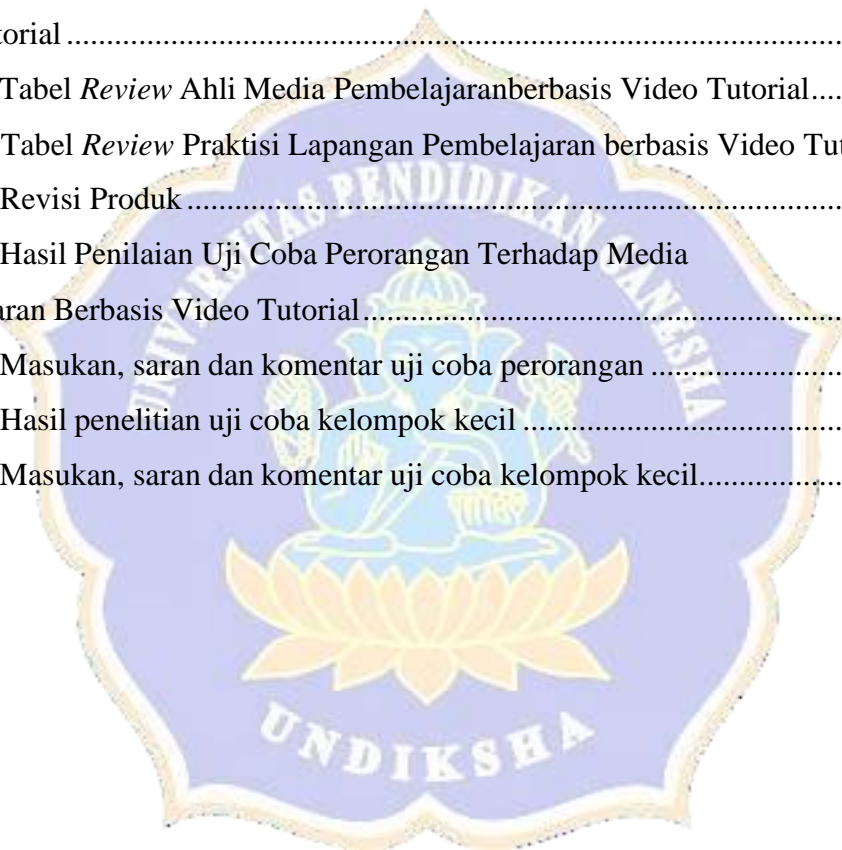 torial
Tabel Review Ahli Media Pembelajaranberbasis Video Tutorial....
Tabel Review Praktisi Lapangan Pembelajaran berbasis Video Tut
Revisi Produk
Hasil Penilaian Uji Coba Perorangan Terhadap Media
aran Berbasis Video Tutorial
Masukan, saran dan komentar uji coba perorangan
Hasil penelitian uji coba kelompok kecil
Masukan, saran dan komentar uji coba kelompok kecil
UNIVERSITAS PENDIDIKAN GANESHA
UNDIKSHA